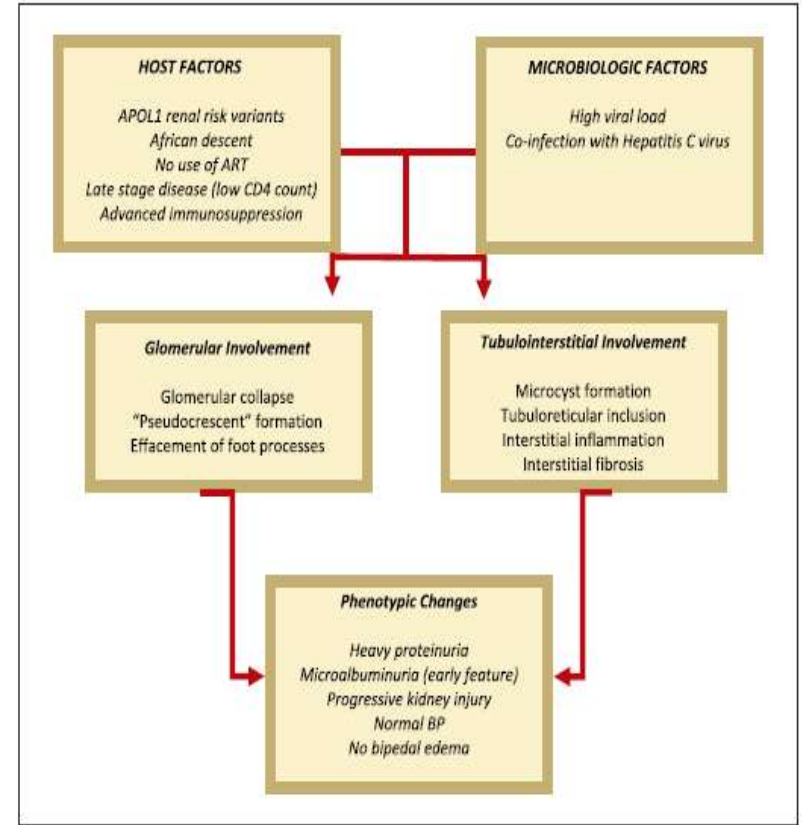 HOST FACTORS
APOL1 renal risk variants
African descent
No use of ART
Late stage disease (low CD4 count)
Advanced immunosuppression
MICROBIOLOGIC FACTORS
High viral load
Co-infection with Hepatitis C virus
Glomerular Involvement
Glomerular collapse
"Pseudocrescent" formation
Effacement of foot processes
Tubulointerstitial Involvement
Microcyst formation
Tubuloreticular inclusion
Interstitial inflammation
Interstitial fibrosis
Phenotypic Changes
Heavy proteinuria
Microalbuminuria (early feature)
Progressive kidney injury
Normal BP
No bipedal edema